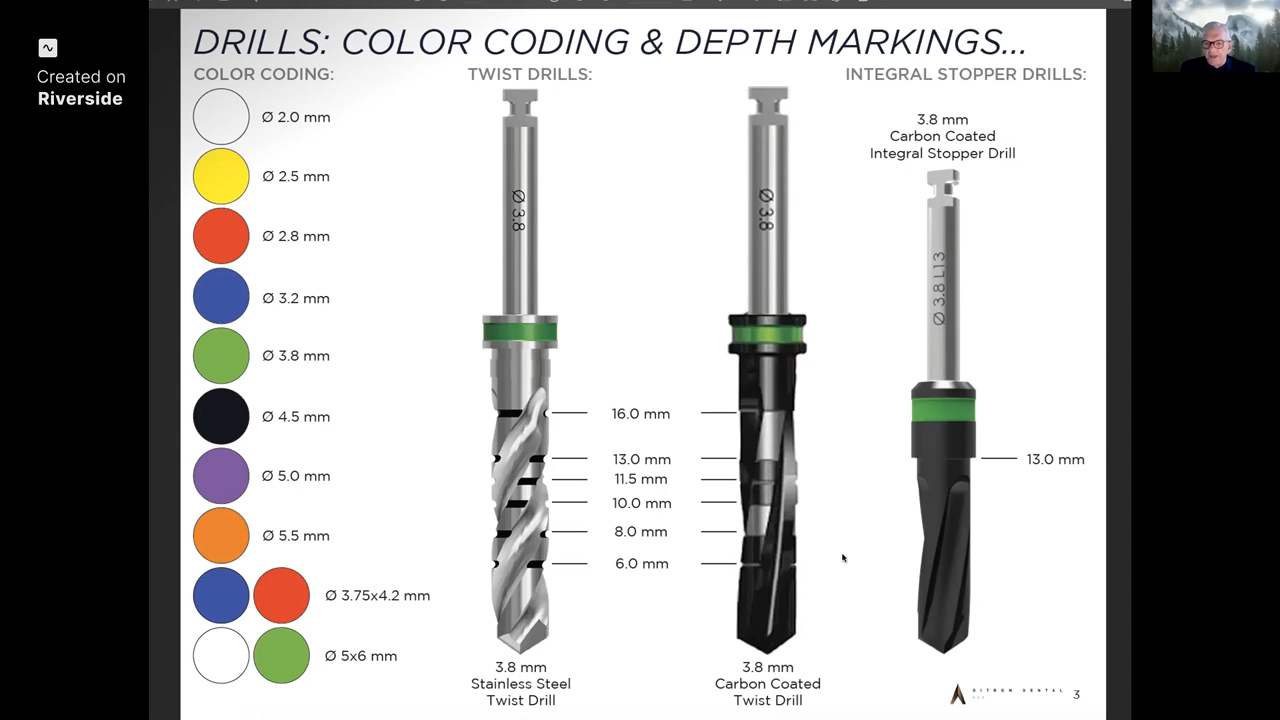 Created on
Riverside
DRILLS: COLOR CODING & DEPTH MARKINGS...
COLOR CODING:
TWIST DRILLS:
INTEGRAL STOPPER DRILLS:
Ø 2.0 mm
Ø 2.5 mm
Ø 2.8 mm
Ø 3.2 mm
Ø 3.8 mm
Ø 4.5 mm
Ø 5.0 mm
Ø 5.5 mm
Ø 3.75x4.2 mm
Ø 5x6 mm
Ø 3.8
16.0 mm
13.0 mm
11.5 mm
10.0 mm
8.0 mm
6.0 mm
3.8 mm
Stainless Steel
Twist Drill
Ø 3.8
3.8 mm
Carbon Coated
Twist Drill
3.8 mm
Carbon Coated
Integral Stopper Drill
Ø 3.8 L13
13.0 mm
DITRON DENTAL
3